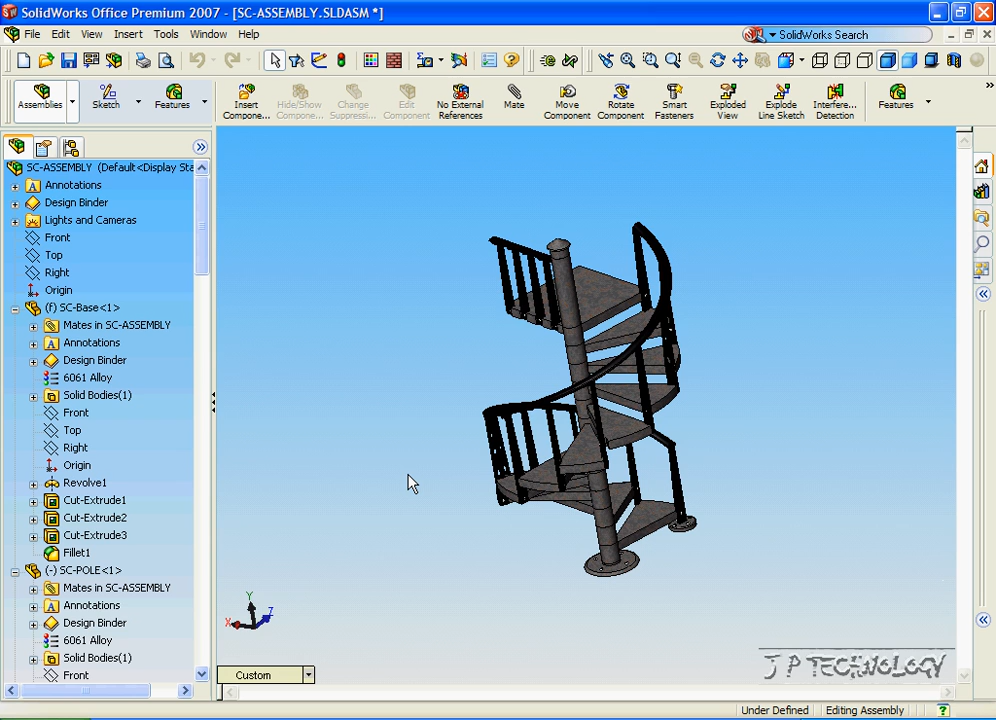 SolidWorks Office Premium 2007 - [SC-ASSEMBLY.SLDASM *]
File Edit View Insert Tools Window Help SolidWorks Search
Assemblies Sketch Features Insert Compone... Hide/Show Compone... Change Suppressi... Edit Component No External References Mate Move Component Rotate Component Smart Fasteners Exploded View Explode Line Sketch Interfere... Detection Features
SC-ASSEMBLY (Default<Display Sta
Annotations
Design Binder
Lights and Cameras
Front
Top
Right
Origin
(f) SC-Base<1>
Mates in SC-ASSEMBLY
Annotations
Design Binder
6061 Alloy
Solid Bodies(1)
Front
Top
Right
Origin
Revolve1
Cut-Extrude1
Cut-Extrude2
Cut-Extrude3
Fillet1
(-) SC-POLE<1>
Mates in SC-ASSEMBLY
Annotations
Design Binder
6061 Alloy
Solid Bodies(1)
Front
Y
X
Z
Custom
J P TECHNOLOGY
Under Defined Editing Assembly